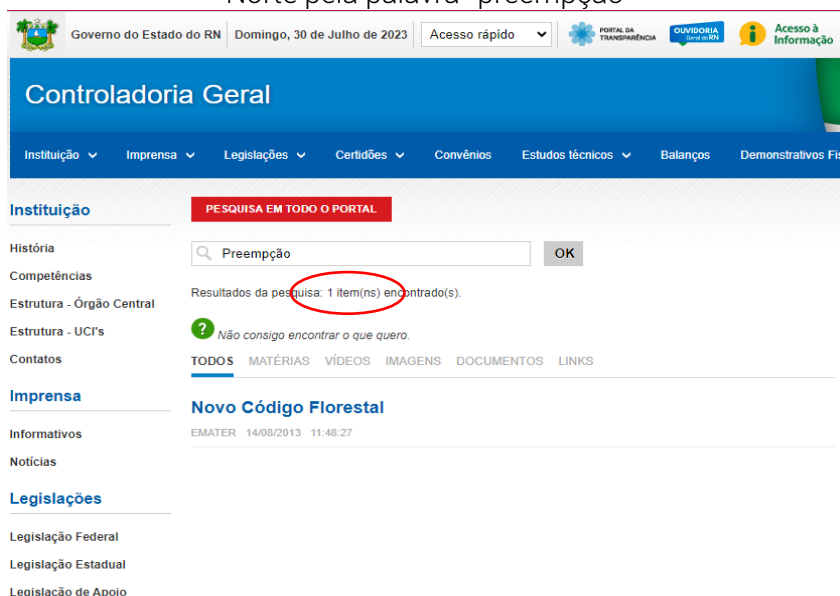 Norte pela palavra "preempção"
Governo do Estado do RN
Domingo, 30 de Julho de 2023
Acesso rápido
PORTAL DA
TRANSPARÊNCIA
OUVIDORIA
Geral do RN
Acesso à
Informação
Controladoria Geral
Instituição
Imprensa
Legislações
Certidões
Convênios
Estudos técnicos
Balanços
Demonstrativos Fis
Instituição
História
Competências
Estrutura - Órgão Central
Estrutura - UCI's
Contatos
Imprensa
Informativos
Notícias
Legislações
Legislação Federal
Legislação Estadual
Legislação de Apoio
PESQUISA EM TODO O PORTAL
Preempção
OK
Resultados da pesquisa: 1 item(ns) encontrado(s).
? Não consigo encontrar o que quero.
TODOS MATÉRIAS VÍDEOS IMAGENS DOCUMENTOS LINKS
Novo Código Florestal
EMATER 14/08/2013 11:48:27